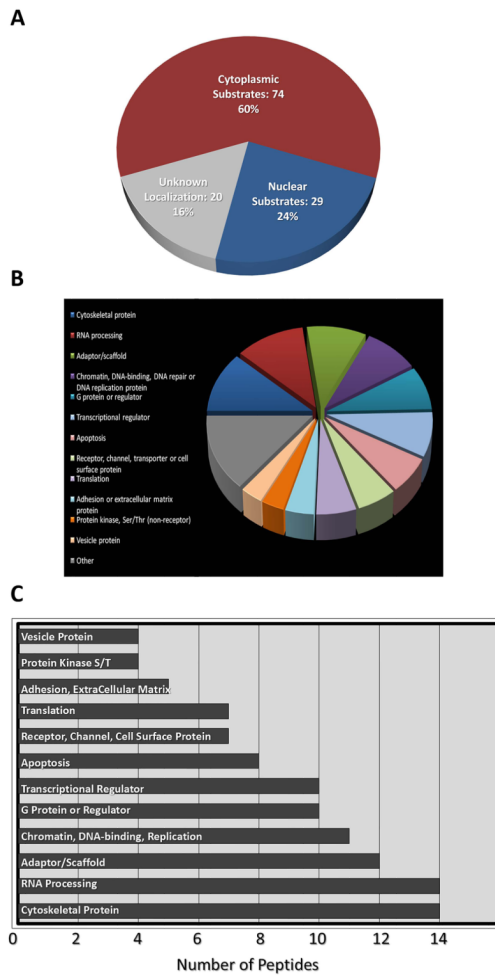 A
Cytoplasmic
Substrates: 74
60%
Unknown
Localization: 20
16%
Nuclear
Substrates: 29
24%
B
Cytoskeletal protein
RNA processing
Adaptor/scaffold
Chromatin, DNA-binding, DNA repair or
DNA replication protein
G protein or regulator
Transcriptional regulator
Apoptosis
Receptor, channel, transporter or cell
surface protein
Translation
Adhesion or extracellular matrix
protein
Protein kinase, Ser/Thr (non-receptor)
Vesicle protein
Other
C
Vesicle Protein
Protein Kinase S/T
Adhesion, ExtraCellular Matrix
Translation
Receptor, Channel, Cell Surface Protein
Apoptosis
Transcriptional Regulator
G Protein or Regulator
Chromatin, DNA-binding, Replication
Adaptor/Scaffold
RNA Processing
Cytoskeletal Protein
0 2 4 6 8 10 12 14
Number of Peptides